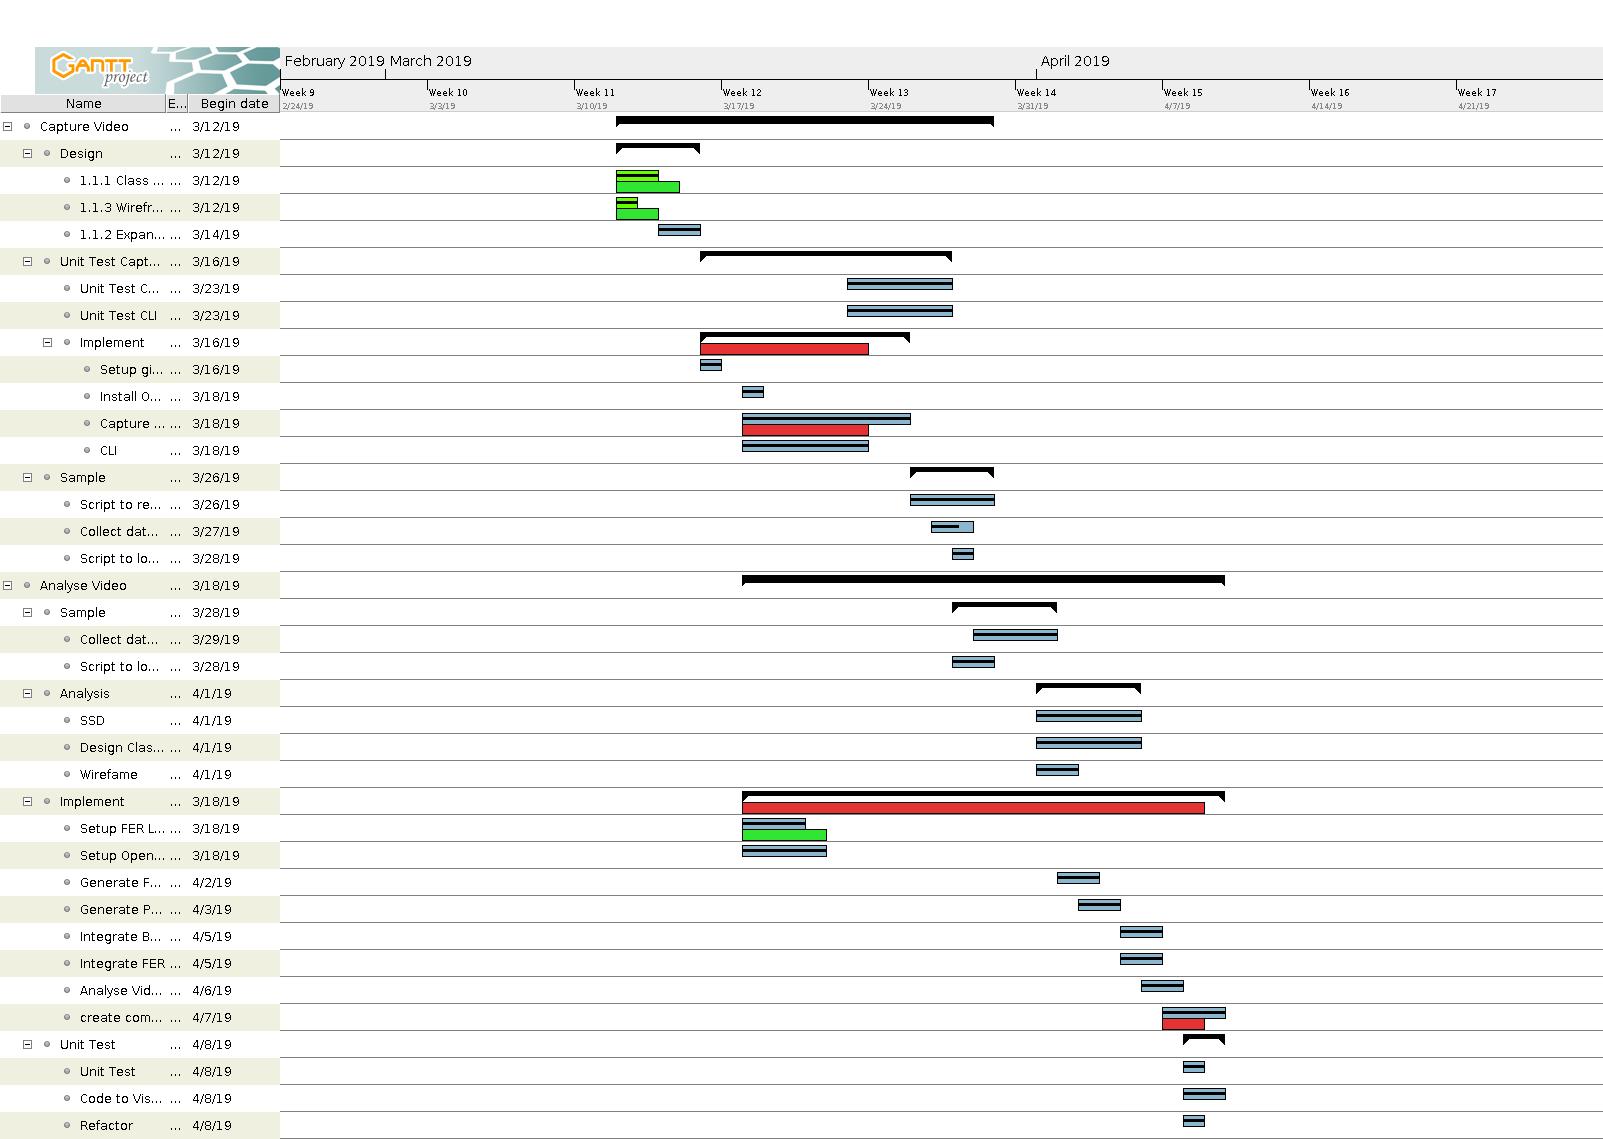 GANTT
project
February 2019 March 2019 April 2019
Week 9 Week 10 Week 11 Week 12 Week 13 Week 14 Week 15 Week 16 Week 17
2/24/19 3/3/19 3/10/19 3/17/19 3/24/19 3/31/19 4/7/19 4/14/19 4/21/19
Name E... Begin date
Capture Video ... 3/12/19
Design ... 3/12/19
1.1.1 Class ... ... 3/12/19
1.1.3 Wirefr... ... 3/12/19
1.1.2 Expan... ... 3/14/19
Unit Test Capt... ... 3/16/19
Unit Test C... ... 3/23/19
Unit Test CLI ... 3/23/19
Implement ... 3/16/19
Setup gi... ... 3/16/19
Install O... ... 3/18/19
Capture ... ... 3/18/19
CLI ... 3/18/19
Sample ... 3/26/19
Script to re... ... 3/26/19
Collect dat... ... 3/27/19
Script to lo... ... 3/28/19
Analyse Video ... 3/18/19
Sample ... 3/28/19
Collect dat... ... 3/29/19
Script to lo... ... 3/28/19
Analysis ... 4/1/19
SSD ... 4/1/19
Design Clas... ... 4/1/19
Wirefame ... 4/1/19
Implement ... 3/18/19
Setup FER L... ... 3/18/19
Setup Open... ... 3/18/19
Generate F... ... 4/2/19
Generate P... ... 4/3/19
Integrate B... ... 4/5/19
Integrate FER ... 4/5/19
Analyse Vid... ... 4/6/19
create com... ... 4/7/19
Unit Test ... 4/8/19
Unit Test ... 4/8/19
Code to Vis... ... 4/8/19
Refactor ... 4/8/19